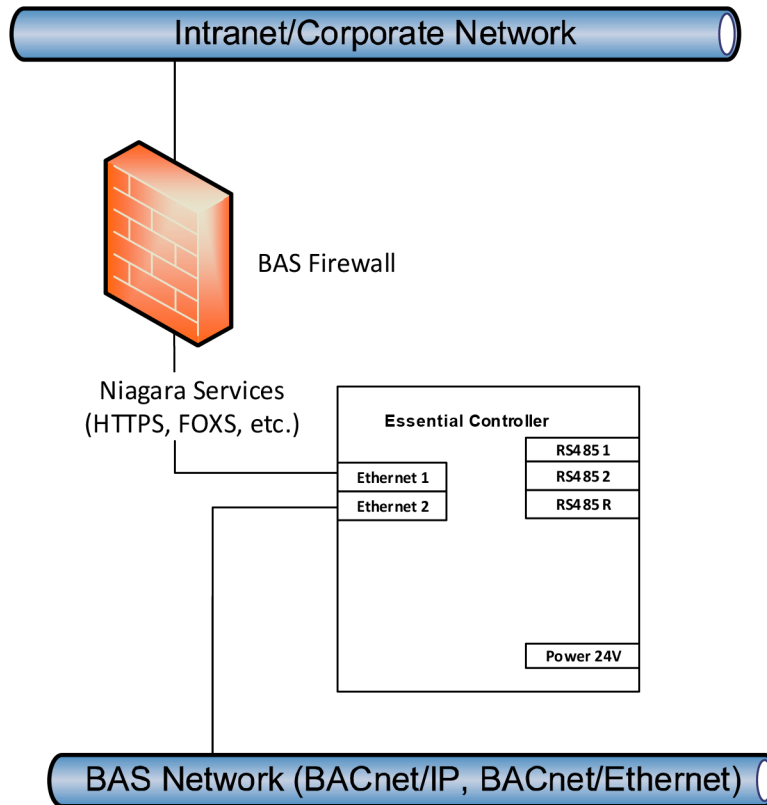 Intranet/Corporate Network
BAS Firewall
Niagara Services
(HTTPS, FOXS, etc.)
Essential Controller
RS485 1
Ethernet 1
RS485 2
Ethernet 2
RS485 R
Power 24V
BAS Network (BACnet/IP, BACnet/Ethernet)